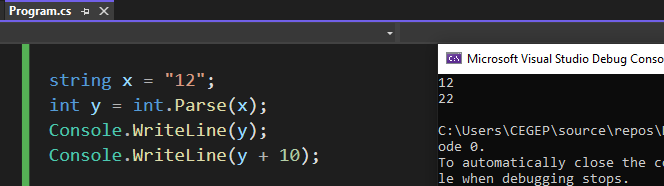 Program.cs
string x = "12";
int y = int.Parse(x);
Console.WriteLine(y);
Console.WriteLine(y + 10);
Microsoft Visual Studio Debug Conso
12
22
C:\Users\CEGEP\source\repos\
ode 0.
To automatically close the co
le when debugging stops.